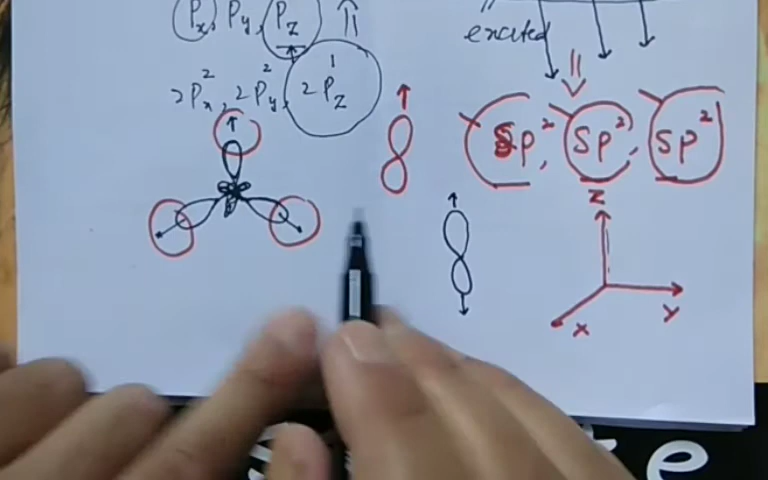 Px, Py, Pz
excited
2Px², 2Py², 2Pz¹
Sp², Sp², Sp²
Z
Y
X
e